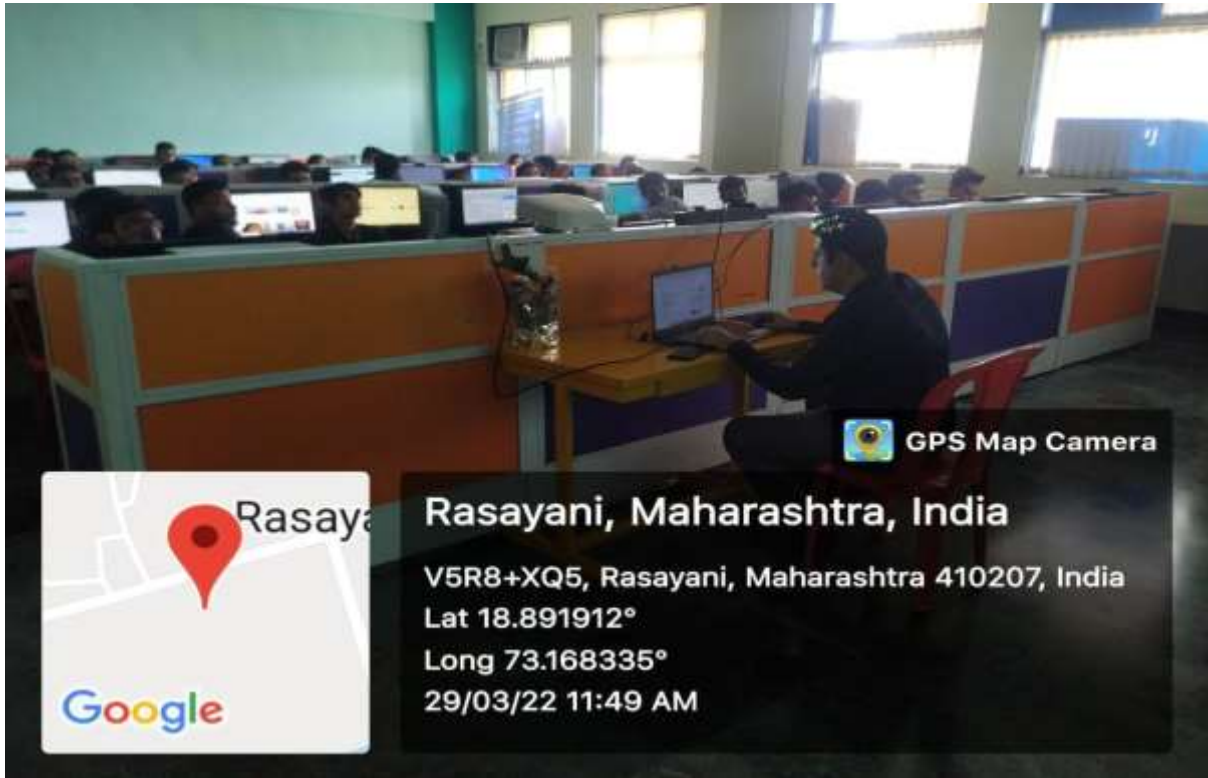 GPS Map Camera
Rasaya
Rasayani, Maharashtra, India
V5R8+XQ5, Rasayani, Maharashtra 410207, India
Lat 18.891912°
Long 73.168335°
29/03/22 11:49 AM
Google